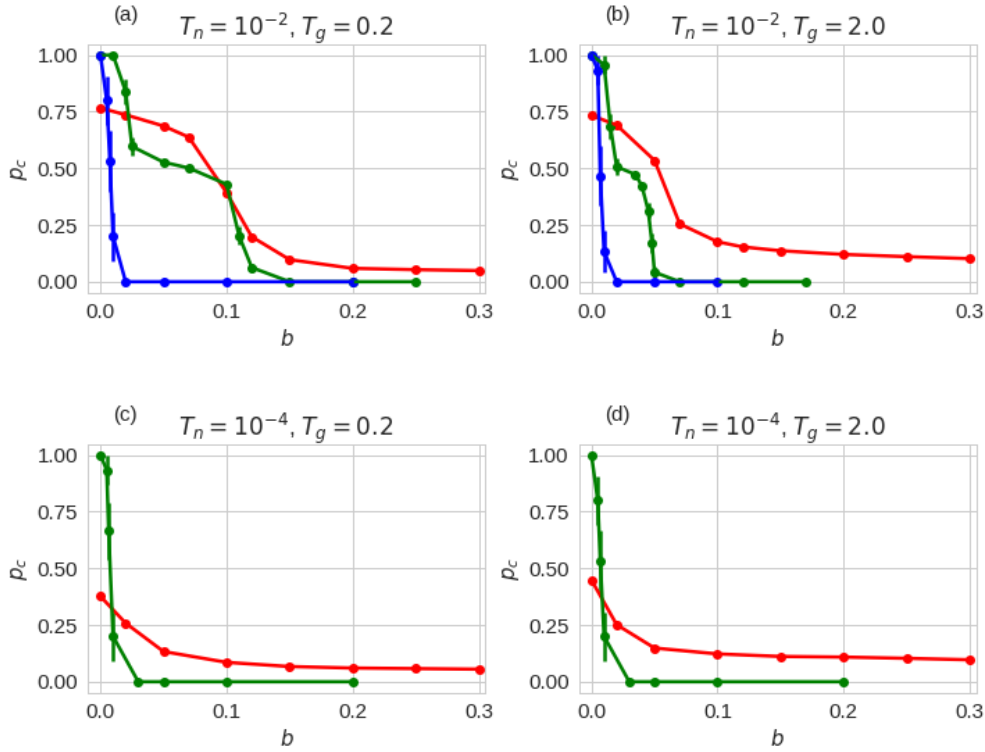 (a)
T_n = 10^{-2}, T_g = 0.2
1.00
0.75
0.50
0.25
0.00
p_c
0.0 0.1 0.2 0.3
b
(b)
T_n = 10^{-2}, T_g = 2.0
1.00
0.75
0.50
0.25
0.00
p_c
0.0 0.1 0.2 0.3
b
(c)
T_n = 10^{-4}, T_g = 0.2
1.00
0.75
0.50
0.25
0.00
p_c
0.0 0.1 0.2 0.3
b
(d)
T_n = 10^{-4}, T_g = 2.0
1.00
0.75
0.50
0.25
0.00
p_c
0.0 0.1 0.2 0.3
b